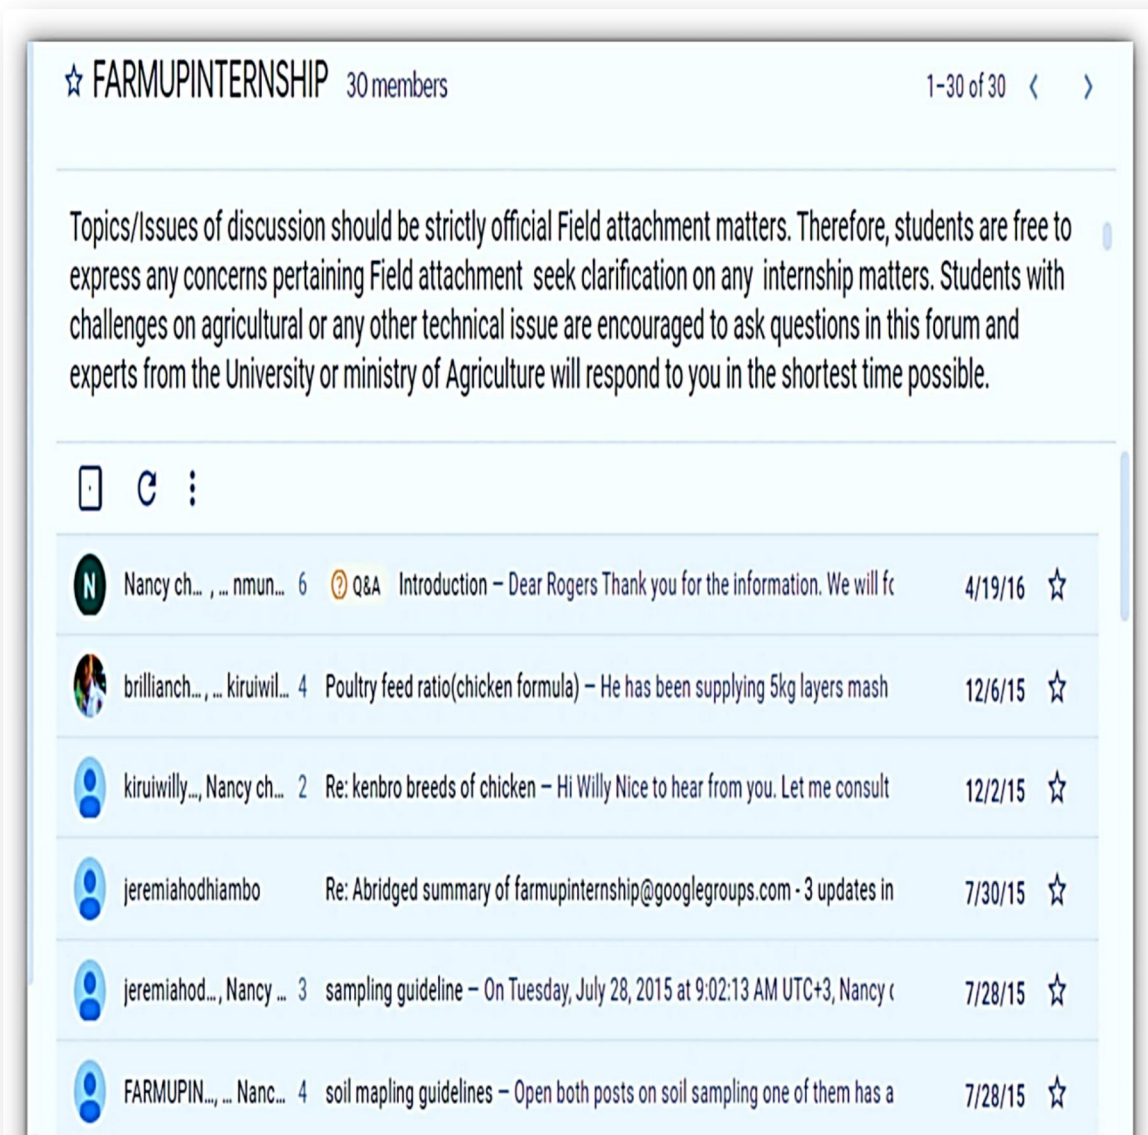 FARMUPINTERNSHIP 30 members 1–30 of 30
Topics/Issues of discussion should be strictly official Field attachment matters. Therefore, students are free to
express any concerns pertaining Field attachment seek clarification on any internship matters. Students with
challenges on agricultural or any other technical issue are encouraged to ask questions in this forum and
experts from the University or ministry of Agriculture will respond to you in the shortest time possible.
N Nancy ch... , ... nmun... 6 Q&A Introduction – Dear Rogers Thank you for the information. We will fc 4/19/16
brillianch..., ... kiruiwil... 4 Poultry feed ratio(chicken formula) – He has been supplying 5kg layers mash 12/6/15
kiruiwilly..., Nancy ch... 2 Re: kenbro breeds of chicken – Hi Willy Nice to hear from you. Let me consult 12/2/15
jeremiahodhiambo Re: Abridged summary of farmupinternship@googlegroups.com - 3 updates in 7/30/15
jeremiahod..., Nancy ... 3 sampling guideline – On Tuesday, July 28, 2015 at 9:02:13 AM UTC+3, Nancy c 7/28/15
FARMUPIN..., ... Nanc... 4 soil mapling guidelines – Open both posts on soil sampling one of them has a 7/28/15